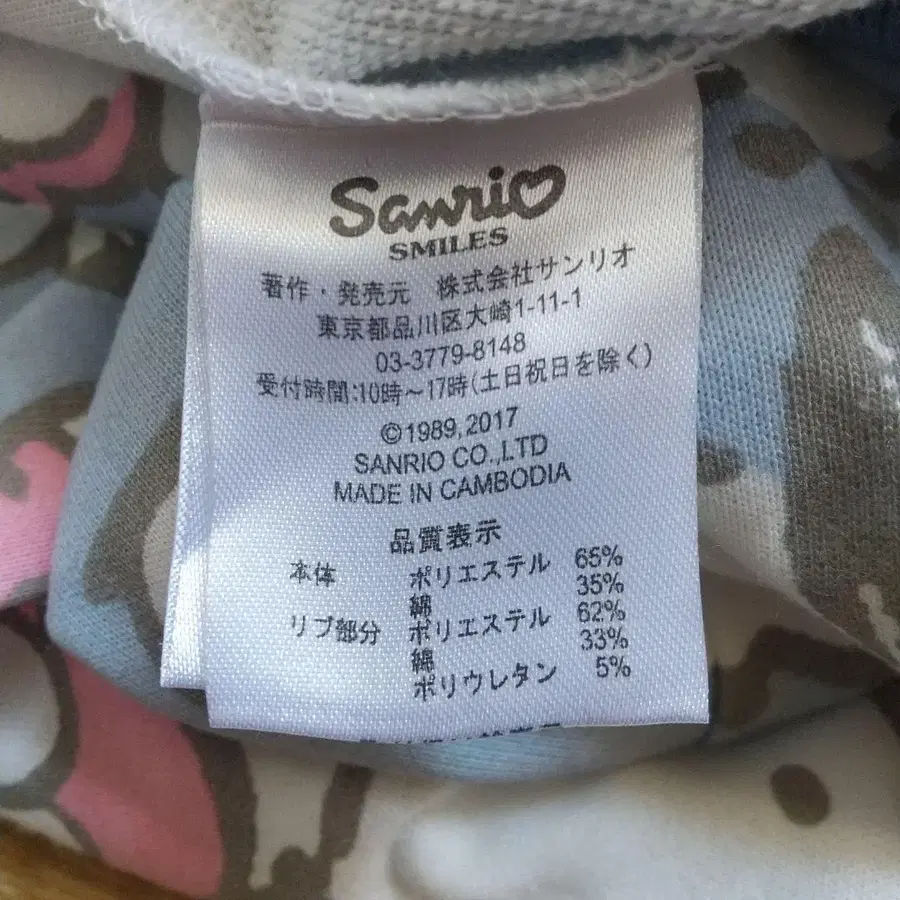 Sanrio
SMILES
著作・発売元 株式会社サンリオ
東京都品川区大崎1-11-1
03-3779-8148
受付時間:10時～17時(土日祝日を除く)
©1989,2017
SANRIO CO.,LTD
MADE IN CAMBODIA
品質表示
本体 ポリエステル 65%
綿 35%
リブ部分 ポリエステル 62%
綿 33%
ポリウレタン 5%